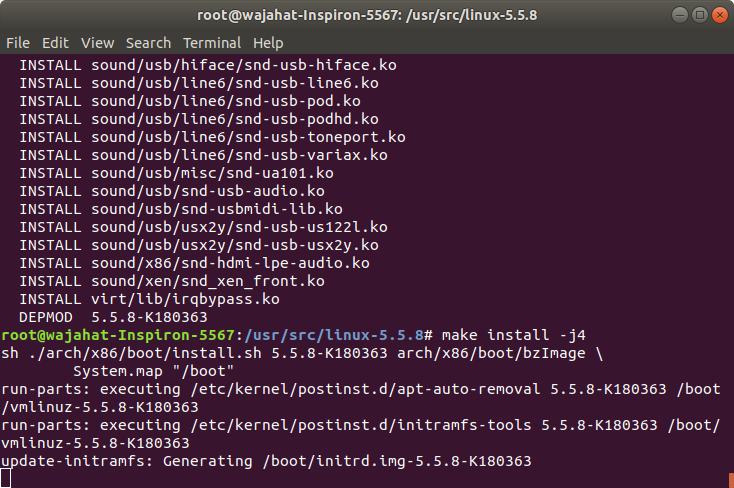 root@wajahat-Inspiron-5567: /usr/src/linux-5.5.8
File Edit View Search Terminal Help
INSTALL sound/usb/hiface/snd-usb-hiface.ko
INSTALL sound/usb/line6/snd-usb-line6.ko
INSTALL sound/usb/line6/snd-usb-pod.ko
INSTALL sound/usb/line6/snd-usb-podhd.ko
INSTALL sound/usb/line6/snd-usb-toneport.ko
INSTALL sound/usb/line6/snd-usb-variax.ko
INSTALL sound/usb/misc/snd-ua101.ko
INSTALL sound/usb/snd-usb-audio.ko
INSTALL sound/usb/snd-usbmidi-lib.ko
INSTALL sound/usb/usx2y/snd-usb-us122l.ko
INSTALL sound/usb/usx2y/snd-usb-usx2y.ko
INSTALL sound/x86/snd-hdmi-lpe-audio.ko
INSTALL sound/xen/snd_xen_front.ko
INSTALL virt/lib/irqbypass.ko
DEPMOD  5.5.8-K180363
root@wajahat-Inspiron-5567:/usr/src/linux-5.5.8# make install -j4
sh ./arch/x86/boot/install.sh 5.5.8-K180363 arch/x86/boot/bzImage \
System.map "/boot"
run-parts: executing /etc/kernel/postinst.d/apt-auto-removal 5.5.8-K180363 /boot
/vmlinuz-5.5.8-K180363
run-parts: executing /etc/kernel/postinst.d/initramfs-tools 5.5.8-K180363 /boot/
vmlinuz-5.5.8-K180363
update-initramfs: Generating /boot/initrd.img-5.5.8-K180363